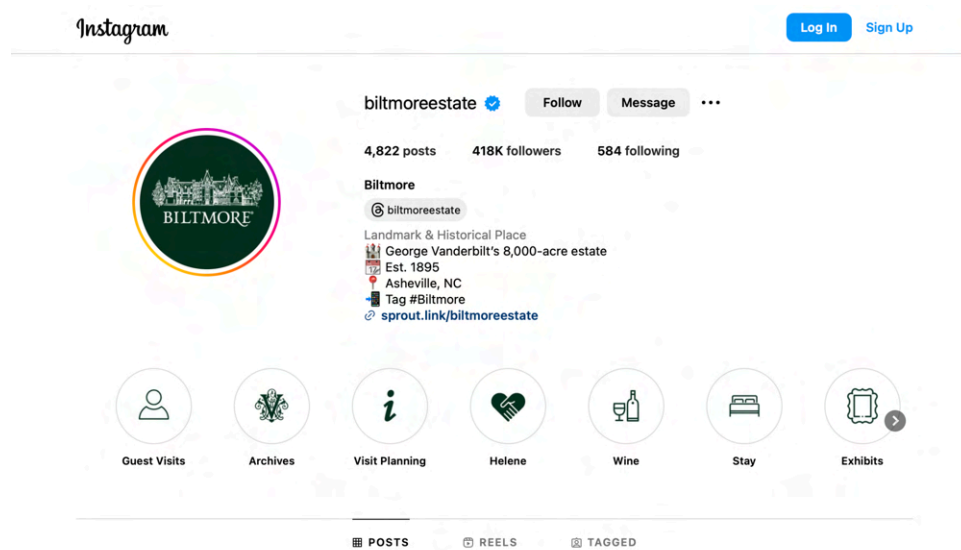 Instagram
Log In
Sign Up
biltmoreestate
Follow
Message
4,822 posts
418K followers
584 following
Biltmore
biltmoreestate
Landmark & Historical Place
George Vanderbilt's 8,000-acre estate
Est. 1895
Asheville, NC
Tag #Biltmore
sprout.link/biltmoreestate
BILTMORE®
Guest Visits
Archives
Visit Planning
Helene
Wine
Stay
Exhibits
POSTS
REELS
TAGGED